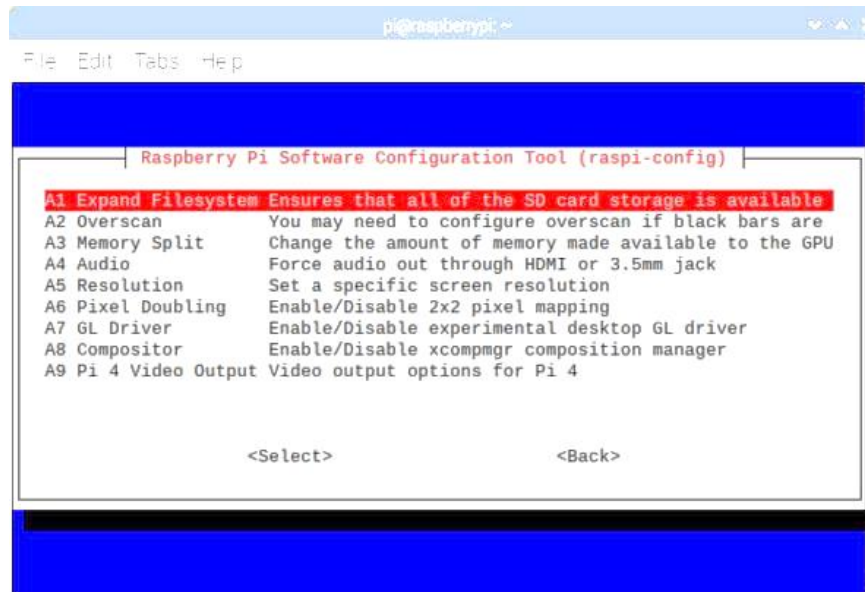 pi@raspberrypi: ~
File Edit Tabs Help
Raspberry Pi Software Configuration Tool (raspi-config)
A1 Expand Filesystem Ensures that all of the SD card storage is available
A2 Overscan You may need to configure overscan if black bars are
A3 Memory Split Change the amount of memory made available to the GPU
A4 Audio Force audio out through HDMI or 3.5mm jack
A5 Resolution Set a specific screen resolution
A6 Pixel Doubling Enable/Disable 2x2 pixel mapping
A7 GL Driver Enable/Disable experimental desktop GL driver
A8 Compositor Enable/Disable xcompmgr composition manager
A9 Pi 4 Video Output Video output options for Pi 4
<Select> <Back>